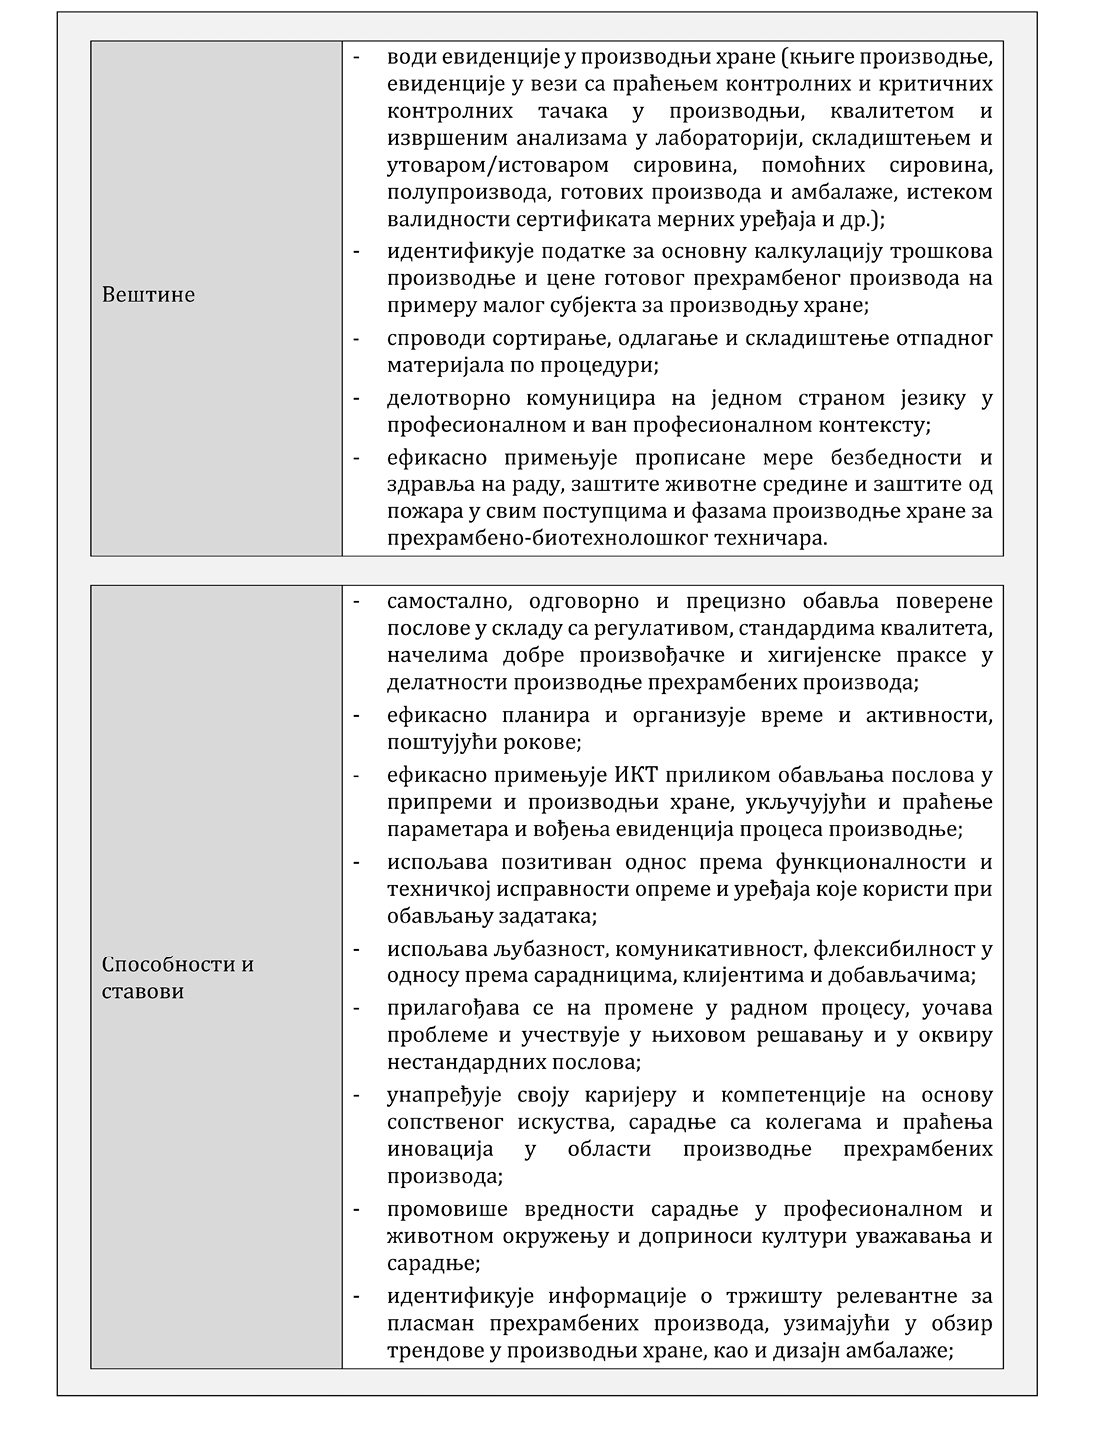 Вештине
- води евиденције у производњи хране (књиге производње,
евиденције у вези са праћењем контролних и критичних
контролних тачака у производњи, квалитетом и
извршеним анализама у лабораторији, складиштењем и
утоваром/истоваром сировина, помоћних сировина,
полупроизвода, готових производа и амбалаже, истеком
валидности сертификата мерних уређаја и др.);
- идентификује податке за основну калкулацију трошкова
производње и цене готовог прехрамбеног производа на
примеру малог субјекта за производњу хране;
- спроводи сортирање, одлагање и складиштење отпадног
материјала по процедури;
- делотворно комуницира на једном страном језику у
професионалном и ван професионалном контексту;
- ефикасно примењује прописане мере безбедности и
здравља на раду, заштите животне средине и заштите од
пожара у свим поступцима и фазама производње хране за
прехрамбено-биотехнолошког техничара.
Способности и
ставови
- самостално, одговорно и прецизно обавља поверене
послове у складу са регулативом, стандардима квалитета,
начелима добре произвођачке и хигијенске праксе у
делатности производње прехрамбених производа;
- ефикасно планира и организује време и активности,
поштујући рокове;
- ефикасно примењује ИКТ приликом обављања послова у
припреми и производњи хране, укључујући и праћење
параметара и вођења евиденција процеса производње;
- испољава позитиван однос према функционалности и
техничкој исправности опреме и уређаја које користи при
обављању задатака;
- испољава љубазност, комуникативност, флексибилност у
односу према сарадницима, клијентима и добављачима;
- прилагођава се на промене у радном процесу, уочава
проблеме и учествује у њиховом решавању и у оквиру
нестандардних послова;
- унапређује своју каријеру и компетенције на основу
сопственог искуства, сарадње са колегама и праћења
иновација у области производње прехрамбених
производа;
- промовише вредности сарадње у професионалном и
животном окружењу и доприноси култури уважавања и
сарадње;
- идентификује информације о тржишту релевантне за
пласман прехрамбених производа, узимајући у обзир
трендове у производњи хране, као и дизајн амбалаже;